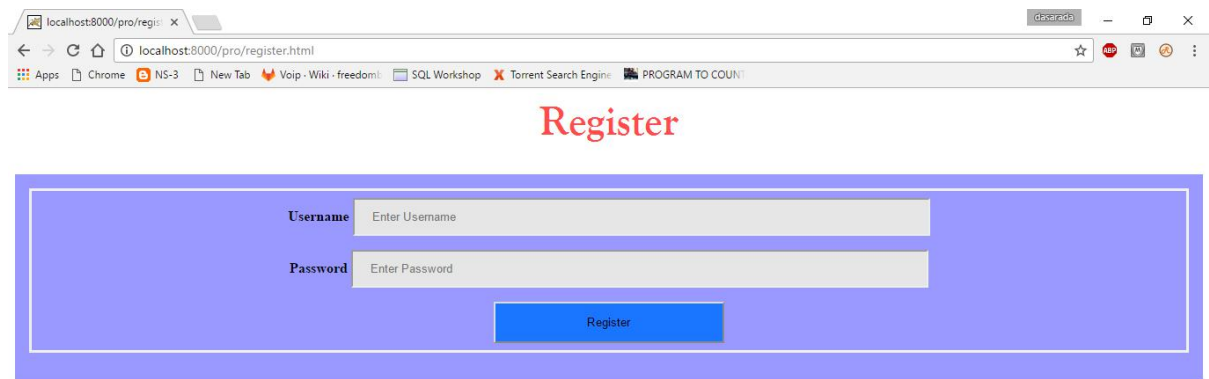 localhost:8000/pro/regist
dasarada
localhost:8000/pro/register.html
ABP
Apps Chrome NS-3 New Tab Voip - Wiki - freedomb SQL Workshop Torrent Search Engine PROGRAM TO COUNT
Register
Username Enter Username
Password Enter Password
Register